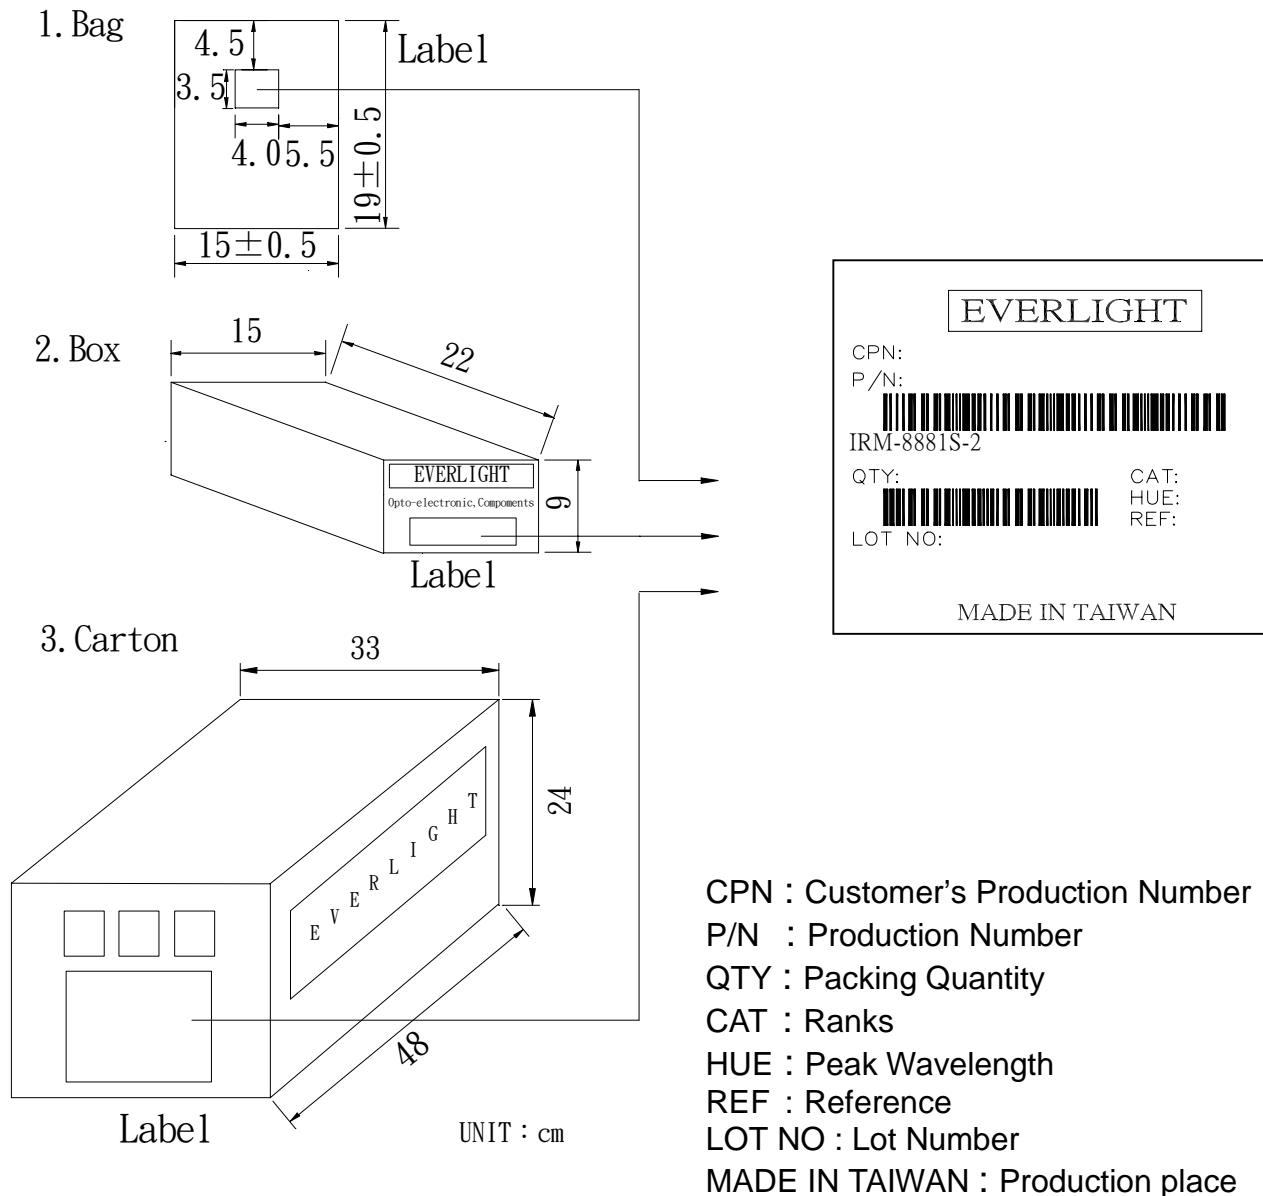 1. Bag
4.5
Label
3.5
4.0
5.5
19±0.5
15±0.5
2. Box
15
22
EVERLIGHT
Opto-electronic,Compoments
9
Label
3. Carton
33
24
EVERLIGHT
48
Label
UNIT：cm
EVERLIGHT
CPN:
P/N:
IRM-8881S-2
QTY:
CAT:
HUE:
REF:
LOT NO:
MADE IN TAIWAN
CPN：Customer's Production Number
P/N ：Production Number
QTY：Packing Quantity
CAT ：Ranks
HUE：Peak Wavelength
REF : Reference
LOT NO : Lot Number
MADE IN TAIWAN：Production place